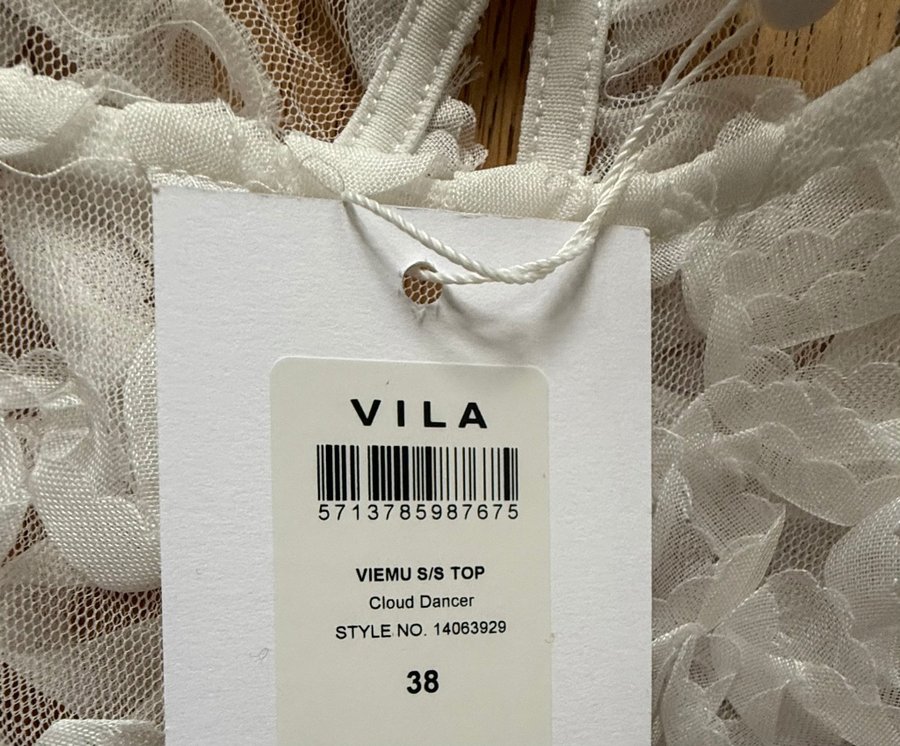 VILA
5713785987675
VIEMU S/S TOP
Cloud Dancer
STYLE NO. 14063929
38